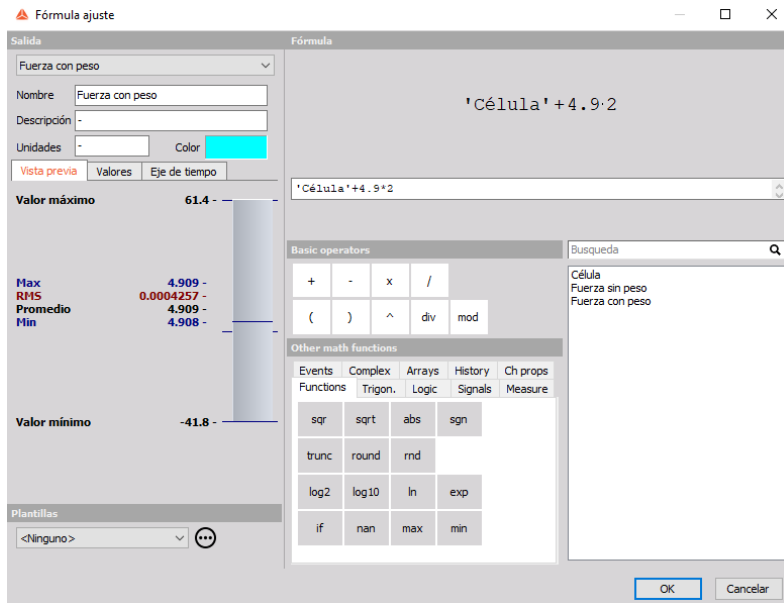 Fórmula ajuste
Salida
Fuerza con peso
Nombre Fuerza con peso
Descripción -
Unidades - Color
Vista previa Valores Eje de tiempo
Valor máximo 61.4 -
Max 4.909 -
RMS 0.0004257 -
Promedio 4.909 -
Min 4.908 -
Valor mínimo -41.8 -
Plantillas
<Ninguno>
Fórmula
'Célula'+4.9·2
'Célula'+4.9*2
Basic operators
+ - x /
( ) ^ div mod
Other math functions
Events Complex Arrays History Ch props
Functions Trigon. Logic Signals Measure
sqr sqrt abs sgn
trunc round rnd
log2 log10 ln exp
if nan max min
Busqueda
Célula
Fuerza sin peso
Fuerza con peso
OK Cancelar